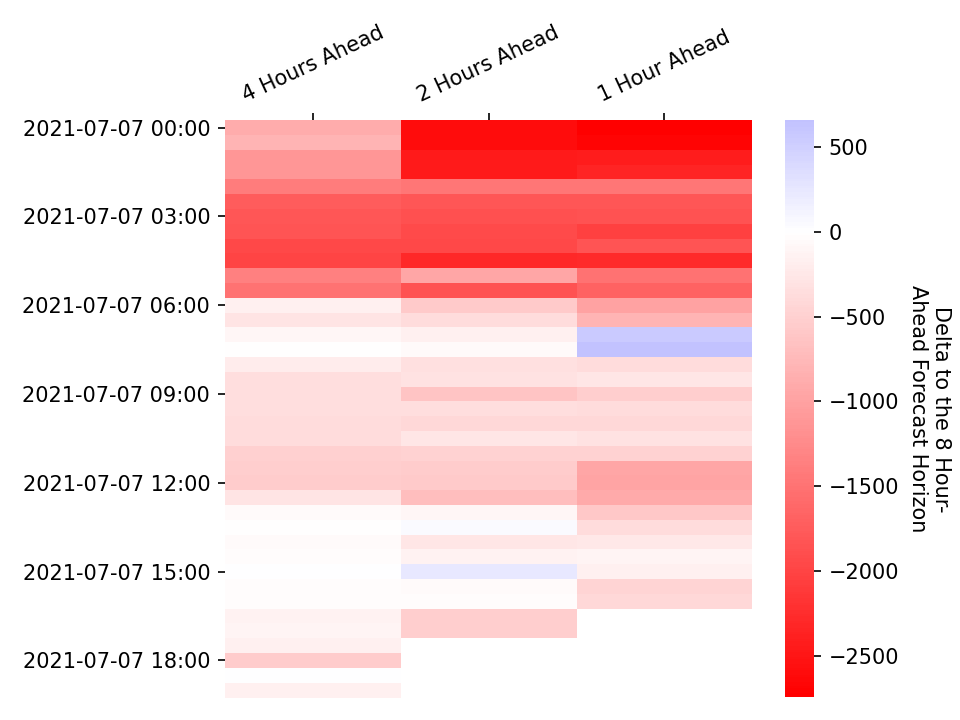 4 Hours Ahead
2 Hours Ahead
1 Hour Ahead
2021-07-07 00:00
2021-07-07 03:00
2021-07-07 06:00
2021-07-07 09:00
2021-07-07 12:00
2021-07-07 15:00
2021-07-07 18:00
500
0
−500
−1000
−1500
−2000
−2500
Delta to the 8 Hour-
Ahead Forecast Horizon